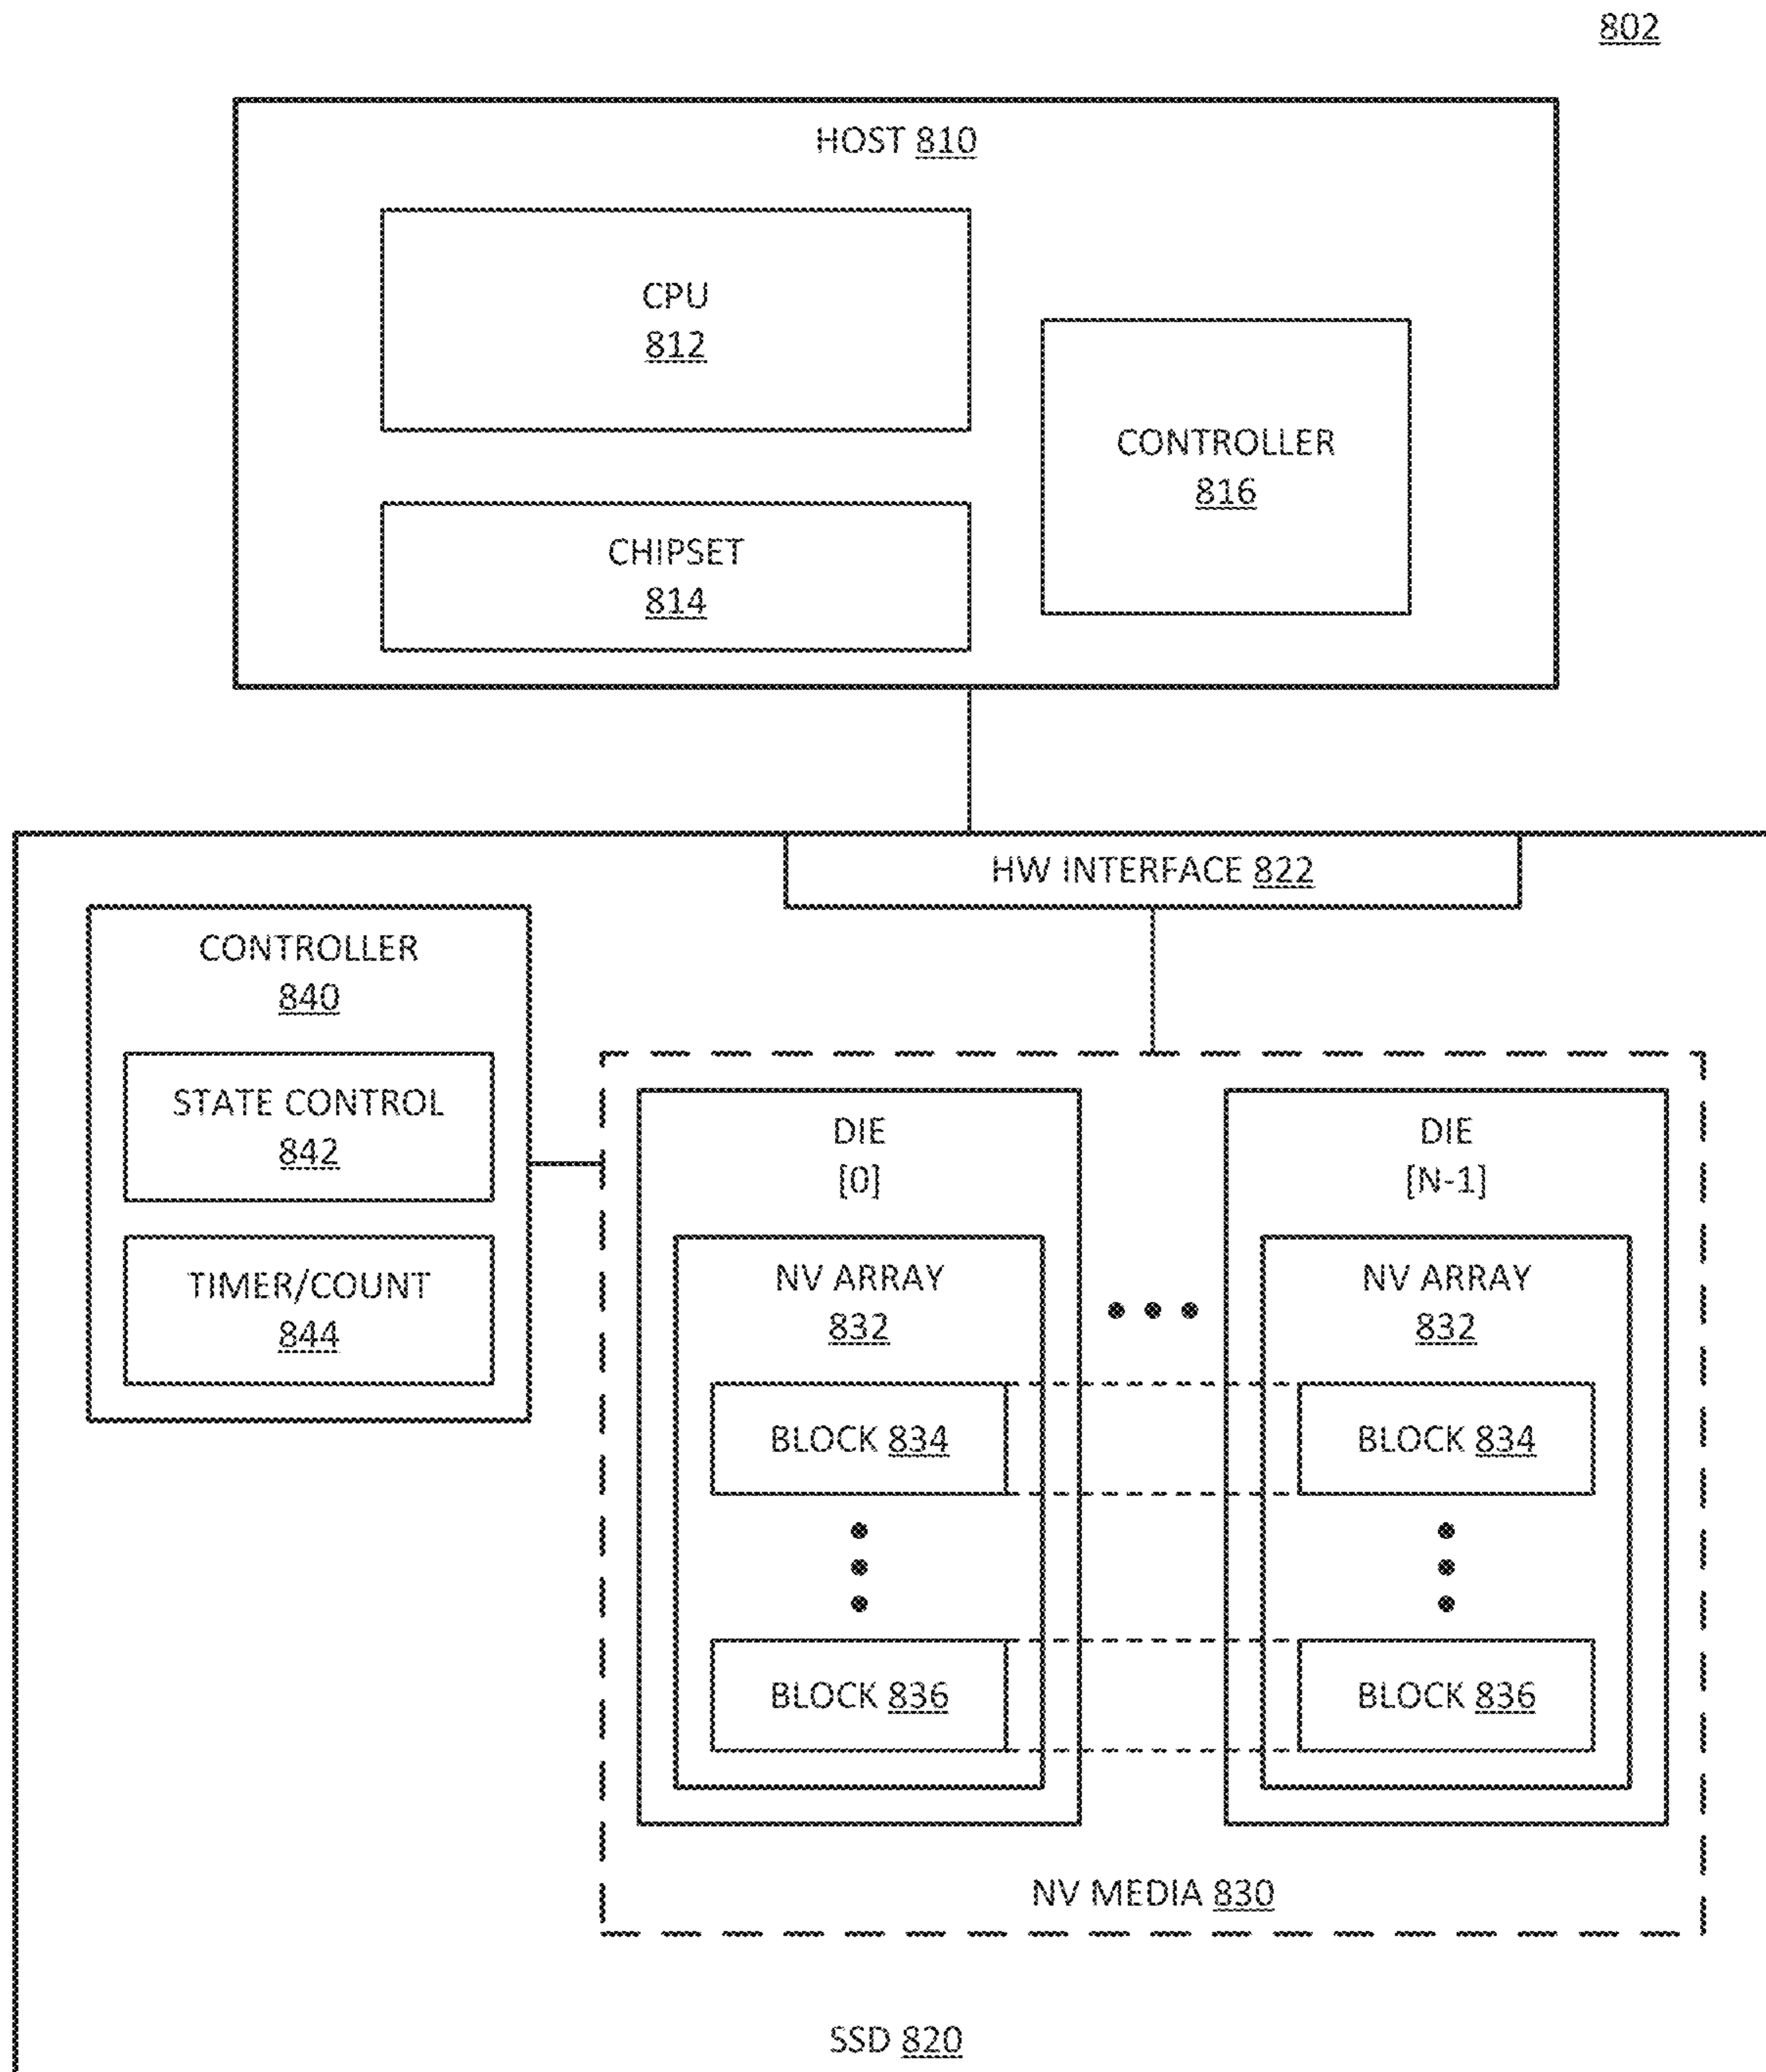 802
HOST 810
CPU
812
CONTROLLER
816
CHIPSET
814
HW INTERFACE 822
CONTROLLER
840
STATE CONTROL
842
TIMER/COUNT
844
DIE
[0]
NV ARRAY
832
BLOCK 834
BLOCK 836
DIE
[N-1]
NV ARRAY
832
BLOCK 834
BLOCK 836
NV MEDIA 830
SSD 820